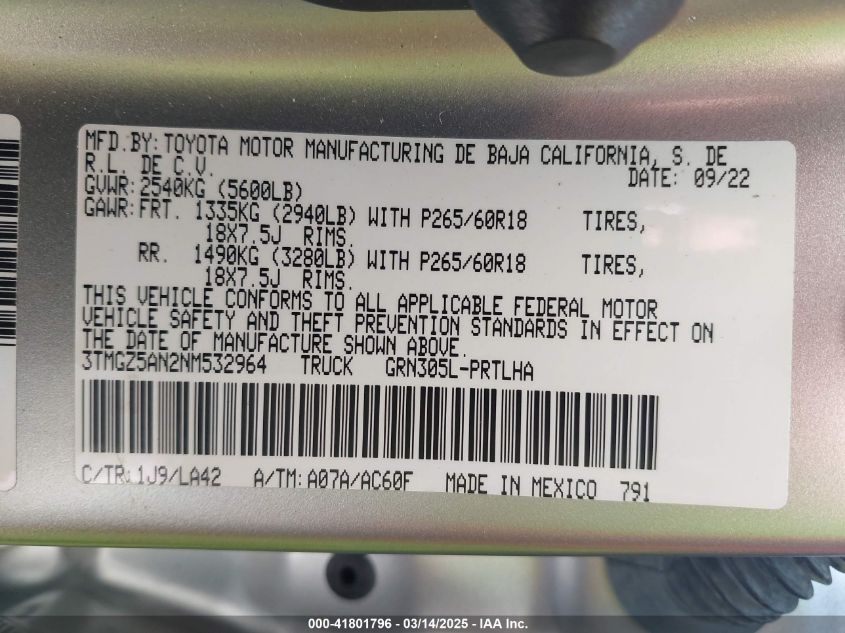 MFD.BY: TOYOTA MOTOR MANUFACTURING DE BAJA CALIFORNIA, S. DE
R.L. DE C.V.
DATE: 09/22
GVWR: 2540KG (5600LB)
GAWR: FRT. 1335KG (2940LB) WITH P265/60R18 TIRES,
18X7.5J RIMS.
RR. 1490KG (3280LB) WITH P265/60R18 TIRES,
18X7.5J RIMS.
THIS VEHICLE CONFORMS TO ALL APPLICABLE FEDERAL MOTOR
VEHICLE SAFETY AND THEFT PREVENTION STANDARDS IN EFFECT ON
THE DATE OF MANUFACTURE SHOWN ABOVE.
3TMGZ5AN2NM532964 TRUCK GRN305L-PRTLHA
C/TR: 1J9/LA42 A/TM: A07A/AC60F MADE IN MEXICO 791
000-41801796 - 03/14/2025 - IAA Inc.